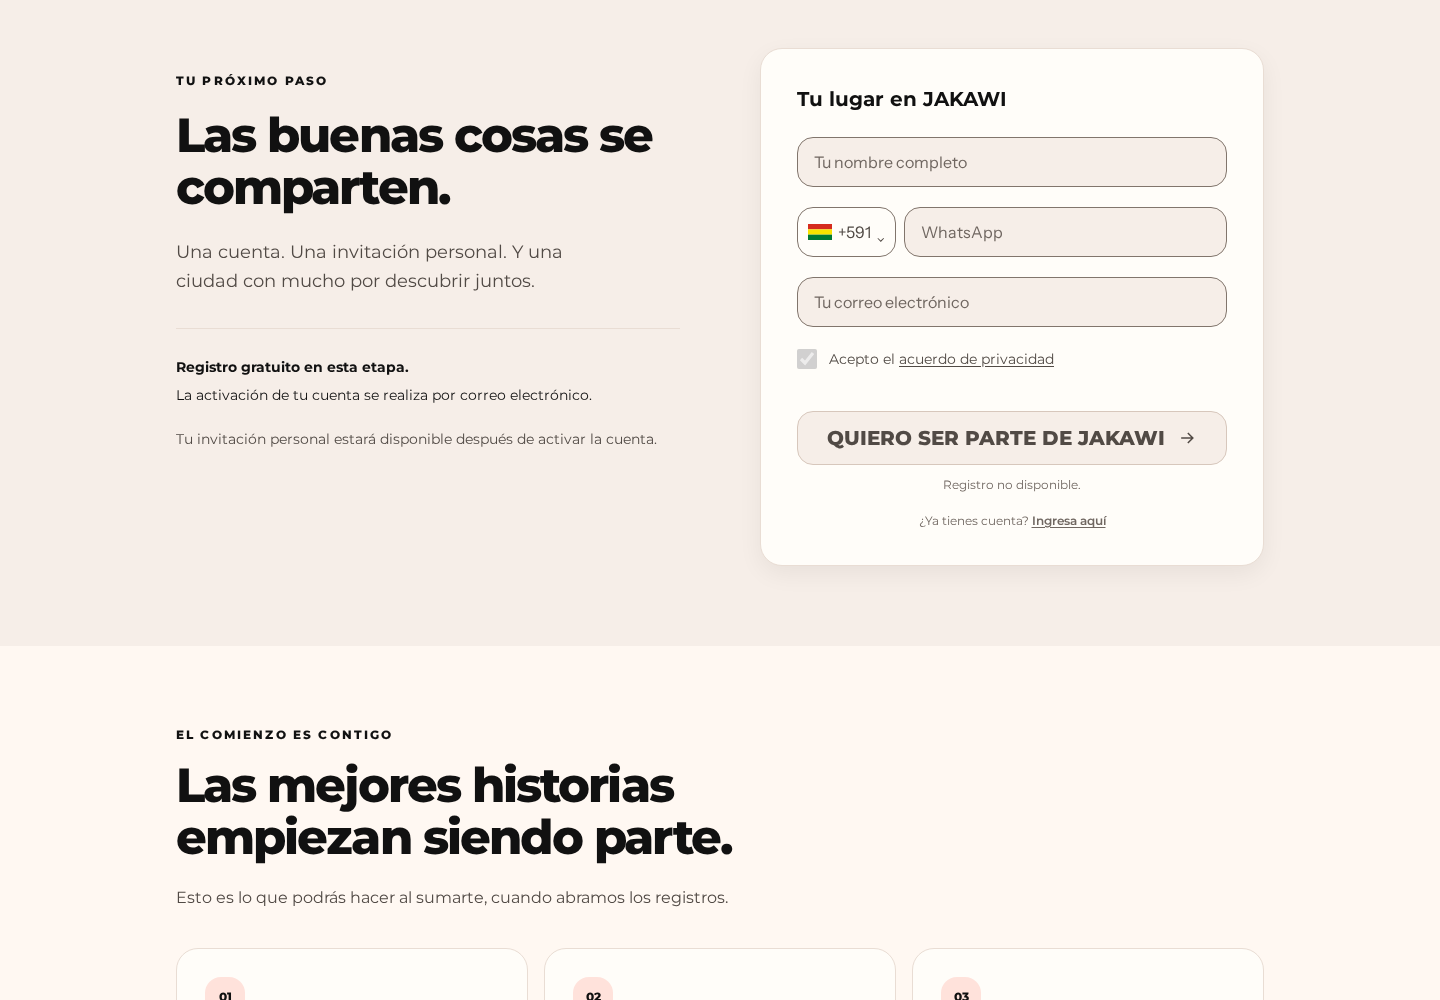 TU PRÓXIMO PASO
Las buenas cosas se
comparten.
Una cuenta. Una invitación personal. Y una
ciudad con mucho por descubrir juntos.
Registro gratuito en esta etapa.
La activación de tu cuenta se realiza por correo electrónico.
Tu invitación personal estará disponible después de activar la cuenta.
Tu lugar en JAKAWI
Tu nombre completo
+591 WhatsApp
Tu correo electrónico
Acepto el acuerdo de privacidad
QUIERO SER PARTE DE JAKAWI →
Registro no disponible.
¿Ya tienes cuenta? Ingresa aquí
EL COMIENZO ES CONTIGO
Las mejores historias
empiezan siendo parte.
Esto es lo que podrás hacer al sumarte, cuando abramos los registros.
01
02
03